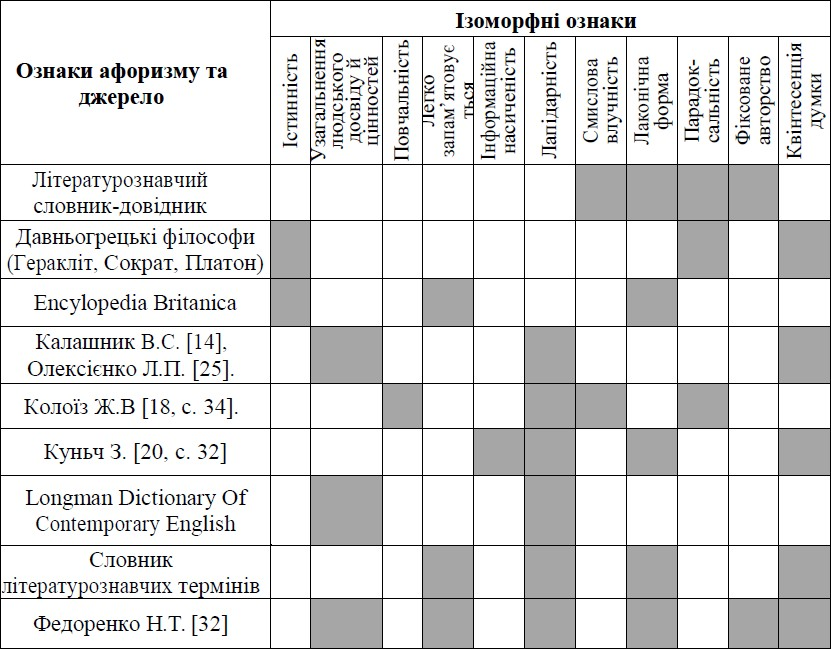 Ознаки афоризму та
джерело
Ізоморфні ознаки
Істинність
Узагальнення
людського
досвіду й
цінностей
Повчальність
Легко
запам’ятовує
ться
Інформаційна
насиченість
Лапідарність
Смислова
влучність
Лаконічна
форма
Парадок-
сальність
Фіксоване
авторство
Квінтесенція
думки
Літературознавчий
словник-довідник
Давньогрецькі філософи
(Геракліт, Сократ, Платон)
Encylopedia Britanica
Калашник В.С. [14],
Олексієнко Л.П. [25].
Колоїз Ж.В [18, с. 34].
Куньч З. [20, с. 32]
Longman Dictionary Of
Contemporary English
Словник
літературознавчих термінів
Федоренко Н.Т. [32]